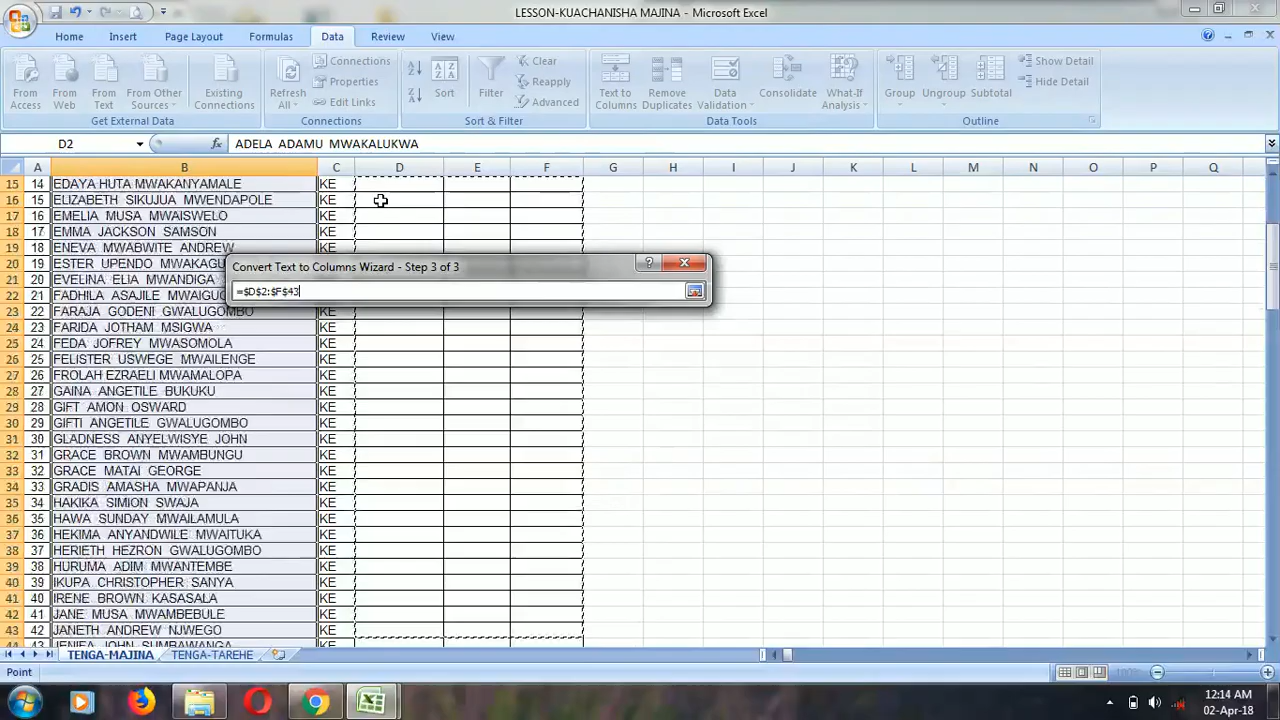 LESSON-KUACHANISHA MAJINA - Microsoft Excel
Home Insert Page Layout Formulas Data Review View
From Access
From Web
From Text
From Other Sources
Existing Connections
Get External Data
Refresh All
Connections
Properties
Edit Links
Connections
Sort
Filter
Clear
Reapply
Advanced
Sort & Filter
Text to Columns
Remove Duplicates
Data Validation
Consolidate
What-If Analysis
Data Tools
Group
Ungroup
Subtotal
Show Detail
Hide Detail
Outline
D2 fx ADELA ADAMU MWAKALUKWA
A B C D E F G H I J K L M N O P Q
15 14 EDAYA HUTA MWAKANYAMALE KE
16 15 ELIZABETH SIKUJUA MWENDAPOLE KE
17 16 EMELIA MUSA MWAISWELO KE
18 17 EMMA JACKSON SAMSON KE
19 18 ENEVA MWABWITE ANDREW KE
20 19 ESTER UPENDO MWAKAGU
21 20 EVELINA ELIA MWANDIGA
22 21 FADHILA ASAJILE MWAIGU
23 22 FARAJA GODENI GWALUGOMBO KE
24 23 FARIDA JOTHAM MSIGWA KE
25 24 FEDA JOFREY MWASOMOLA KE
26 25 FELISTER USWEGE MWAILENGE KE
27 26 FROLAH EZRAELI MWAMALOPA KE
28 27 GAINA ANGETILE BUKUKU KE
29 28 GIFT AMON OSWARD KE
30 29 GIFTI ANGETILE GWALUGOMBO KE
31 30 GLADNESS ANYELWISYE JOHN KE
32 31 GRACE BROWN MWAMBUNGU KE
33 32 GRACE MATAI GEORGE KE
34 33 GRADIS AMASHA MWAPANJA KE
35 34 HAKIKA SIMION SWAJA KE
36 35 HAWA SUNDAY MWAILAMULA KE
37 36 HEKIMA ANYANDWILE MWAITUKA KE
38 37 HERIETH HEZRON GWALUGOMBO KE
39 38 HURUMA ADIM MWANTEMBE KE
40 39 IKUPA CHRISTOPHER SANYA KE
41 40 IRENE BROWN KASASALA KE
42 41 JANE MUSA MWAMBEBULE KE
43 42 JANETH ANDREW NJWEGO KE
44 43 JENIFA JOHN SUMBAWANGA KE
Convert Text to Columns Wizard - Step 3 of 3
=$D$2:$F$43
TENGA-MAJINA TENGA-TAREHE
Point 100%
12:14 AM
02-Apr-18